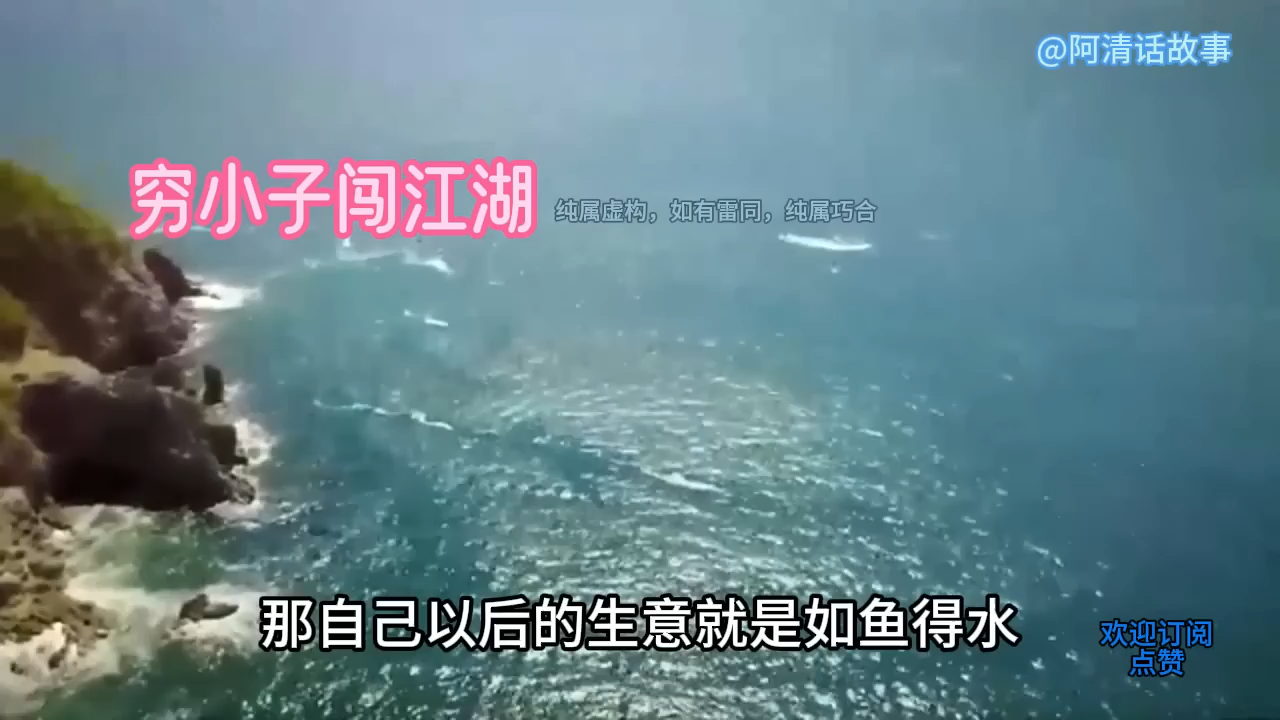 @阿清话故事
穷小子闯江湖
纯属虚构，如有雷同，纯属巧合
那自己以后的生意就是如鱼得水
欢迎订阅
点赞